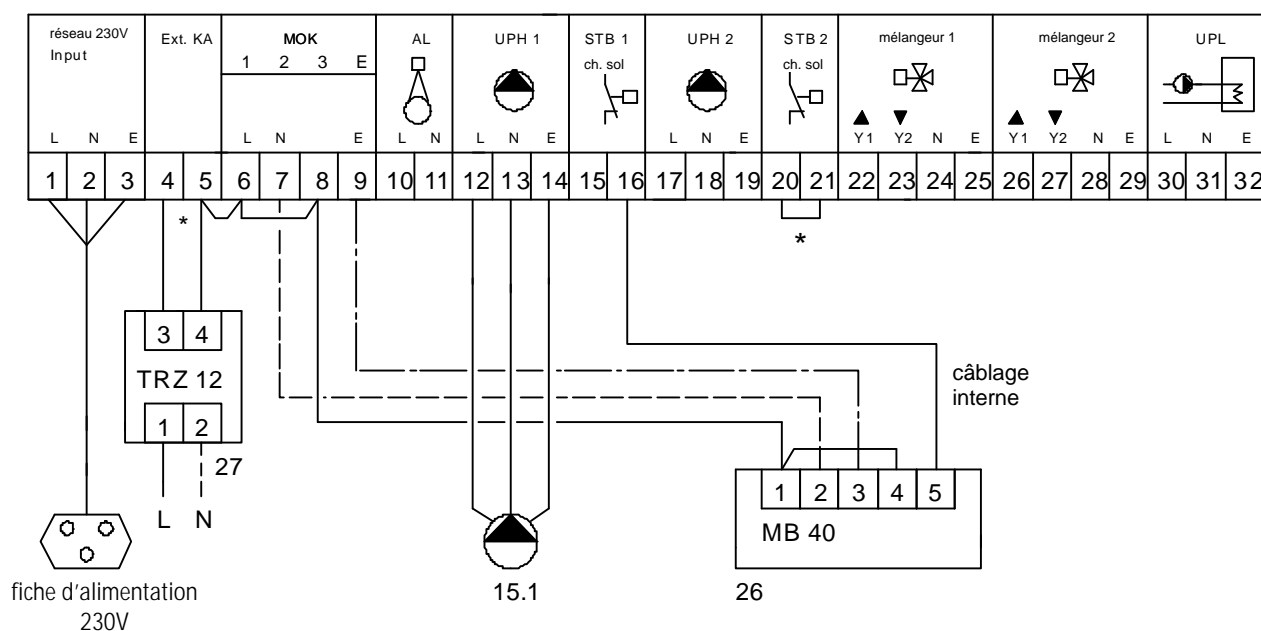 réseau 230V Ext. KA MOK AL UPH 1 STB 1 UPH 2 STB 2 mélangeur 1 mélangeur 2 UPL
Input 1 2 3 E ch. sol ch. sol
L N E L N E L N L N E L N E Y1 Y2 N E Y1 Y2 N E L N E
1 2 3 4 5 6 7 8 9 10 11 12 13 14 15 16 17 18 19 20 21 22 23 24 25 26 27 28 29 30 31 32
* *
3 4
TRZ 12
1 2
27
L N
câblage
interne
1 2 3 4 5
MB 40
fiche d'alimentation
230V
15.1
26